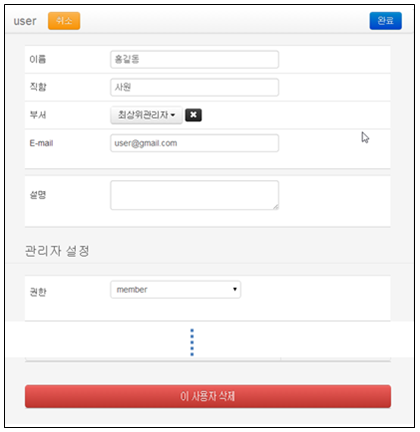 user 취소 완료
이름 홍길동
직함 사원
부서 최상위관리자
E-mail user@gmail.com
설명
관리자 설정
권한 member
이 사용자 삭제